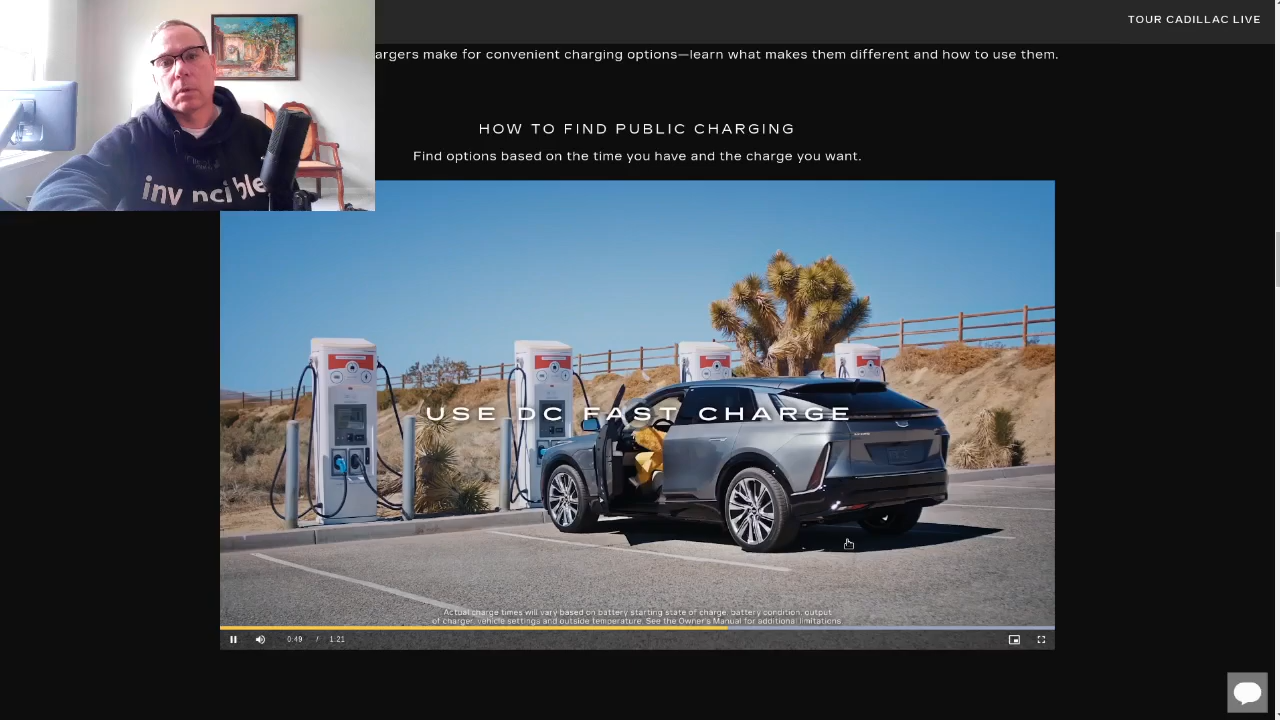 TOUR CADILLAC LIVE
argers make for convenient charging options—learn what makes them different and how to use them.
HOW TO FIND PUBLIC CHARGING
Find options based on the time you have and the charge you want.
inv nci ble
USE DC FAST CHARGE
Actual charge times will vary based on battery starting state of charge, battery condition, output
of charger, vehicle settings and outside temperature. See the Owner's Manual for additional limitations.
0:49 / 1:21